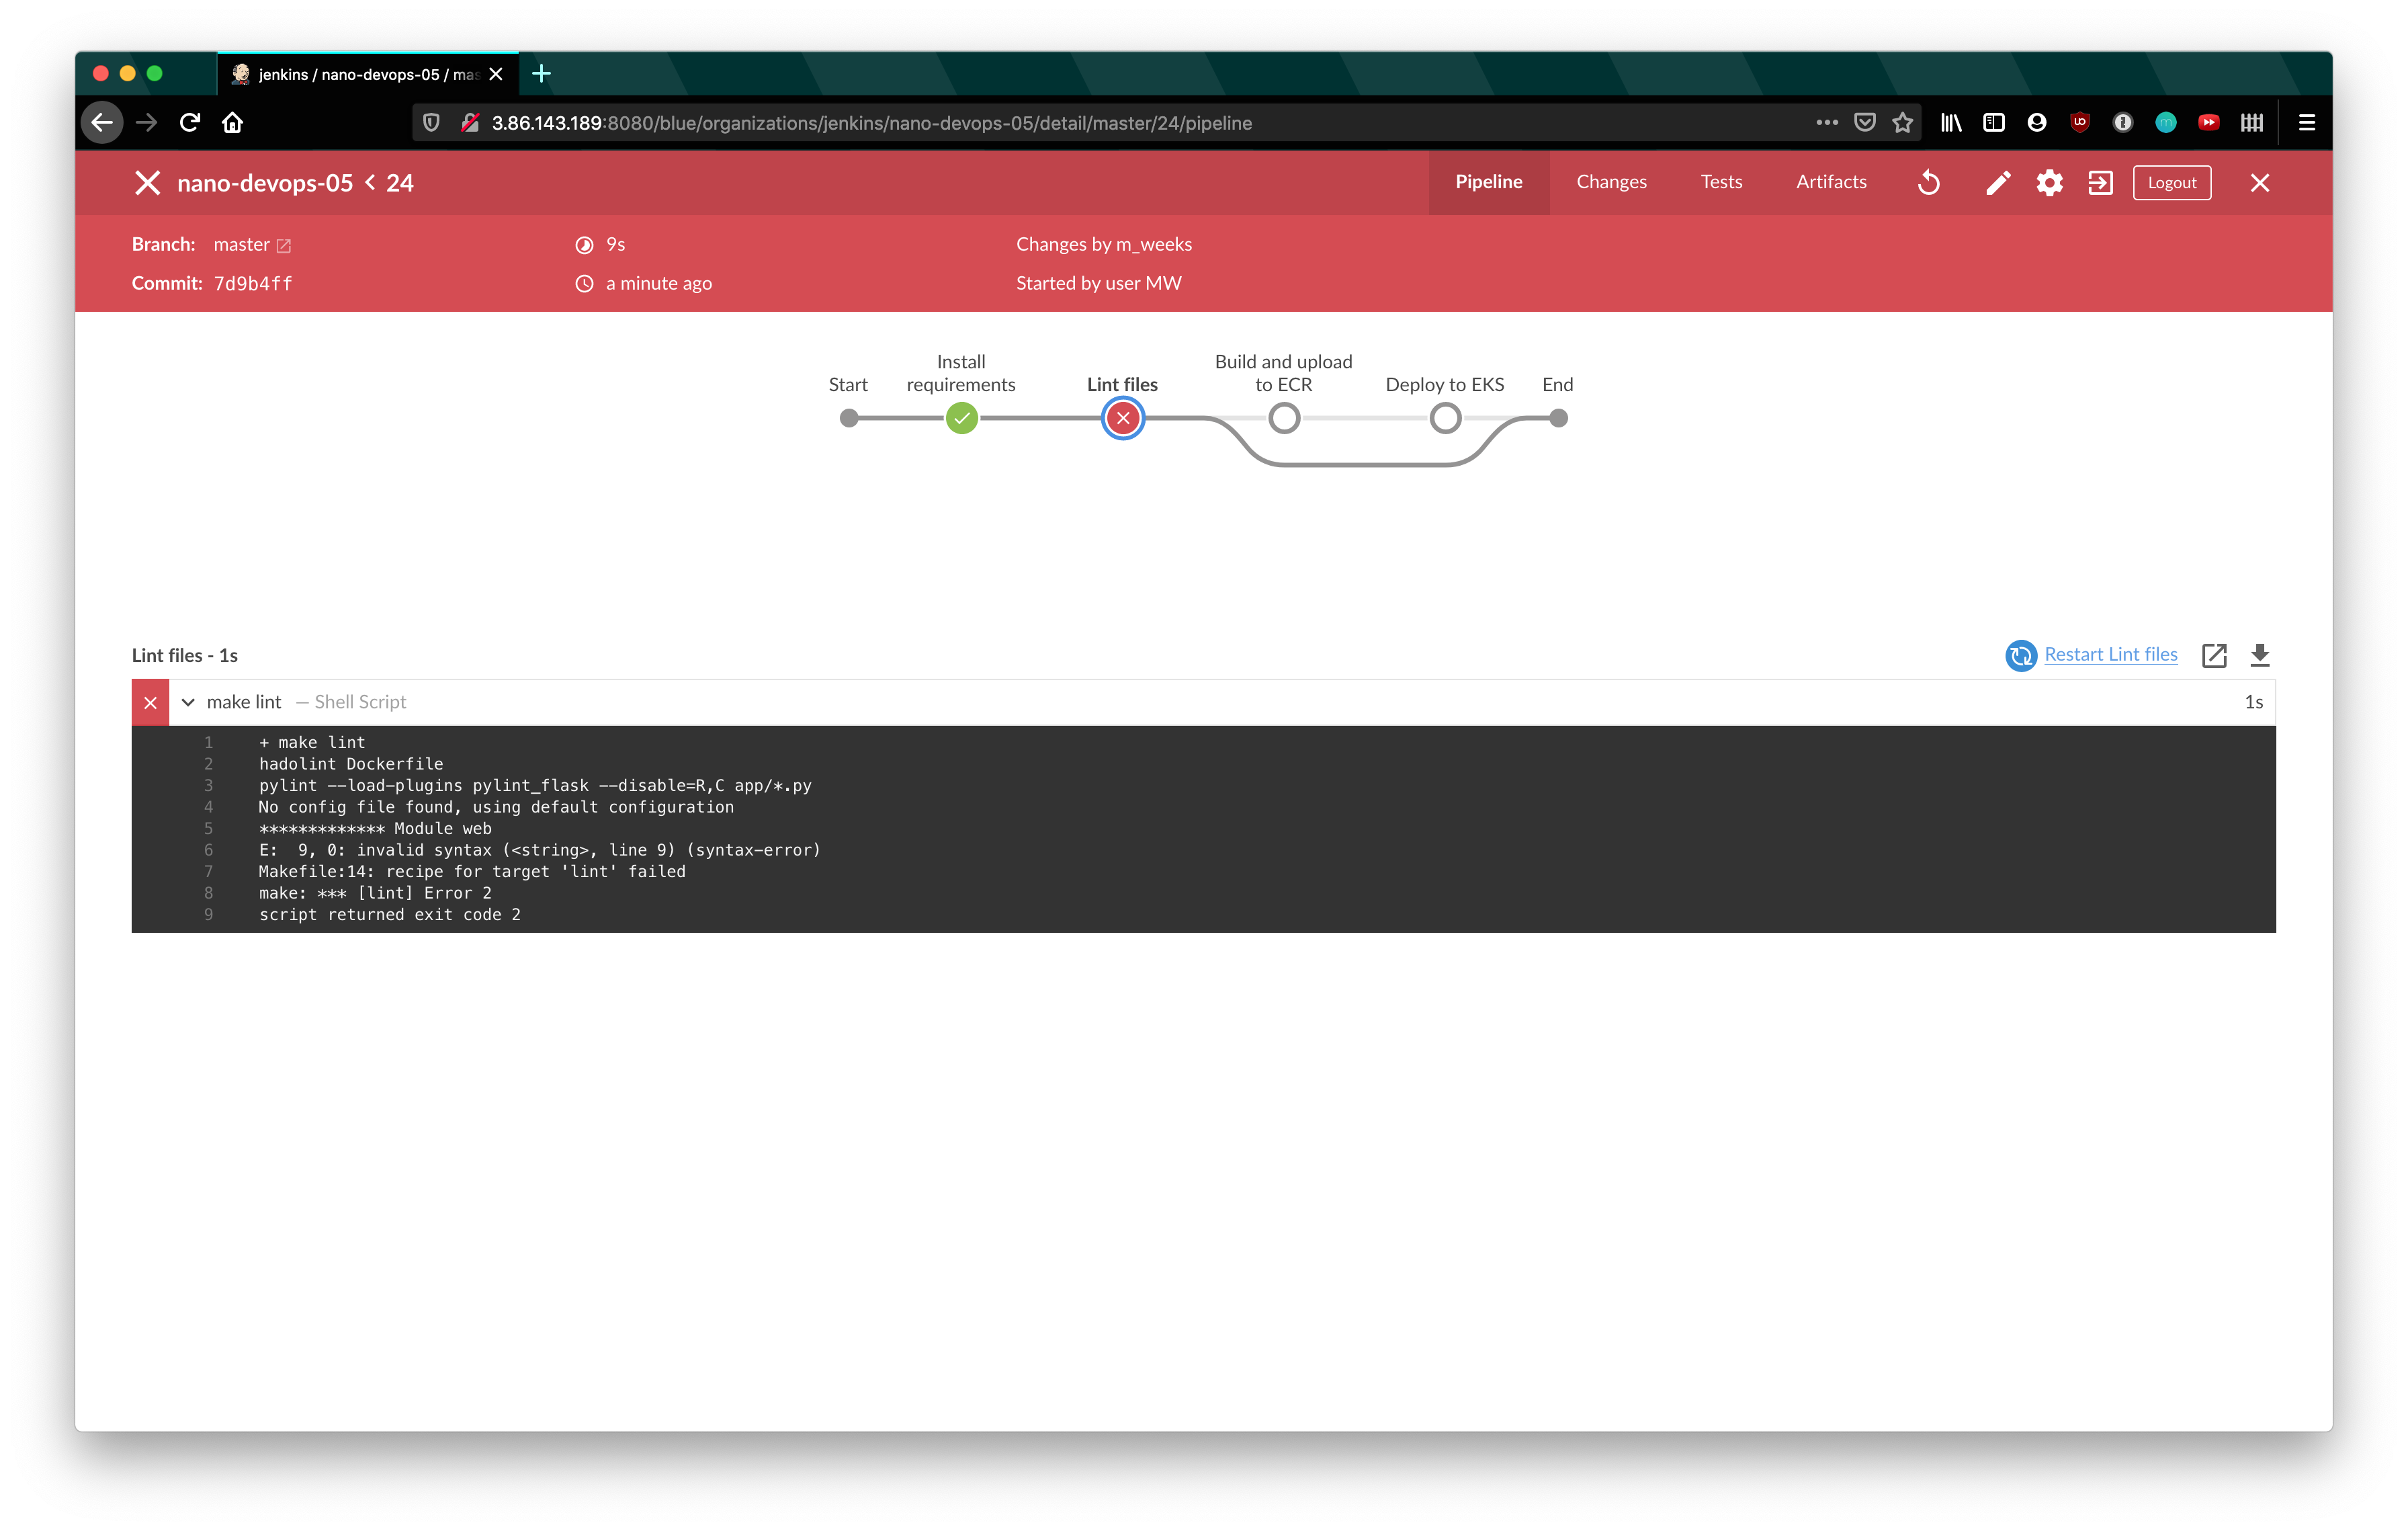 jenkins / nano-devops-05 / mas
3.86.143.189:8080/blue/organizations/jenkins/nano-devops-05/detail/master/24/pipeline
nano-devops-05 < 24
Pipeline Changes Tests Artifacts Logout
Branch: master 9s Changes by m_weeks
Commit: 7d9b4ff a minute ago Started by user MW
Start
Install
requirements
Lint files
Build and upload
to ECR
Deploy to EKS
End
Lint files - 1s Restart Lint files
make lint — Shell Script 1s
1 + make lint
2 hadolint Dockerfile
3 pylint --load-plugins pylint_flask --disable=R,C app/*.py
4 No config file found, using default configuration
5 ************* Module web
6 E:  9, 0: invalid syntax (<string>, line 9) (syntax-error)
7 Makefile:14: recipe for target 'lint' failed
8 make: *** [lint] Error 2
9 script returned exit code 2